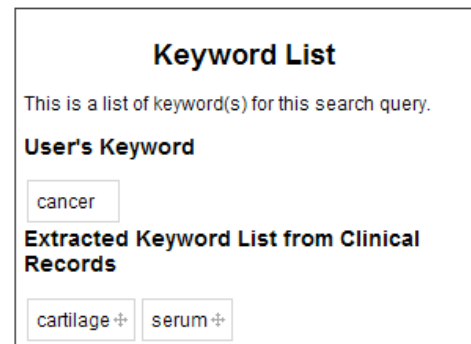 Keyword List
This is a list of keyword(s) for this search query.
User's Keyword
cancer
Extracted Keyword List from Clinical
Records
cartilage serum